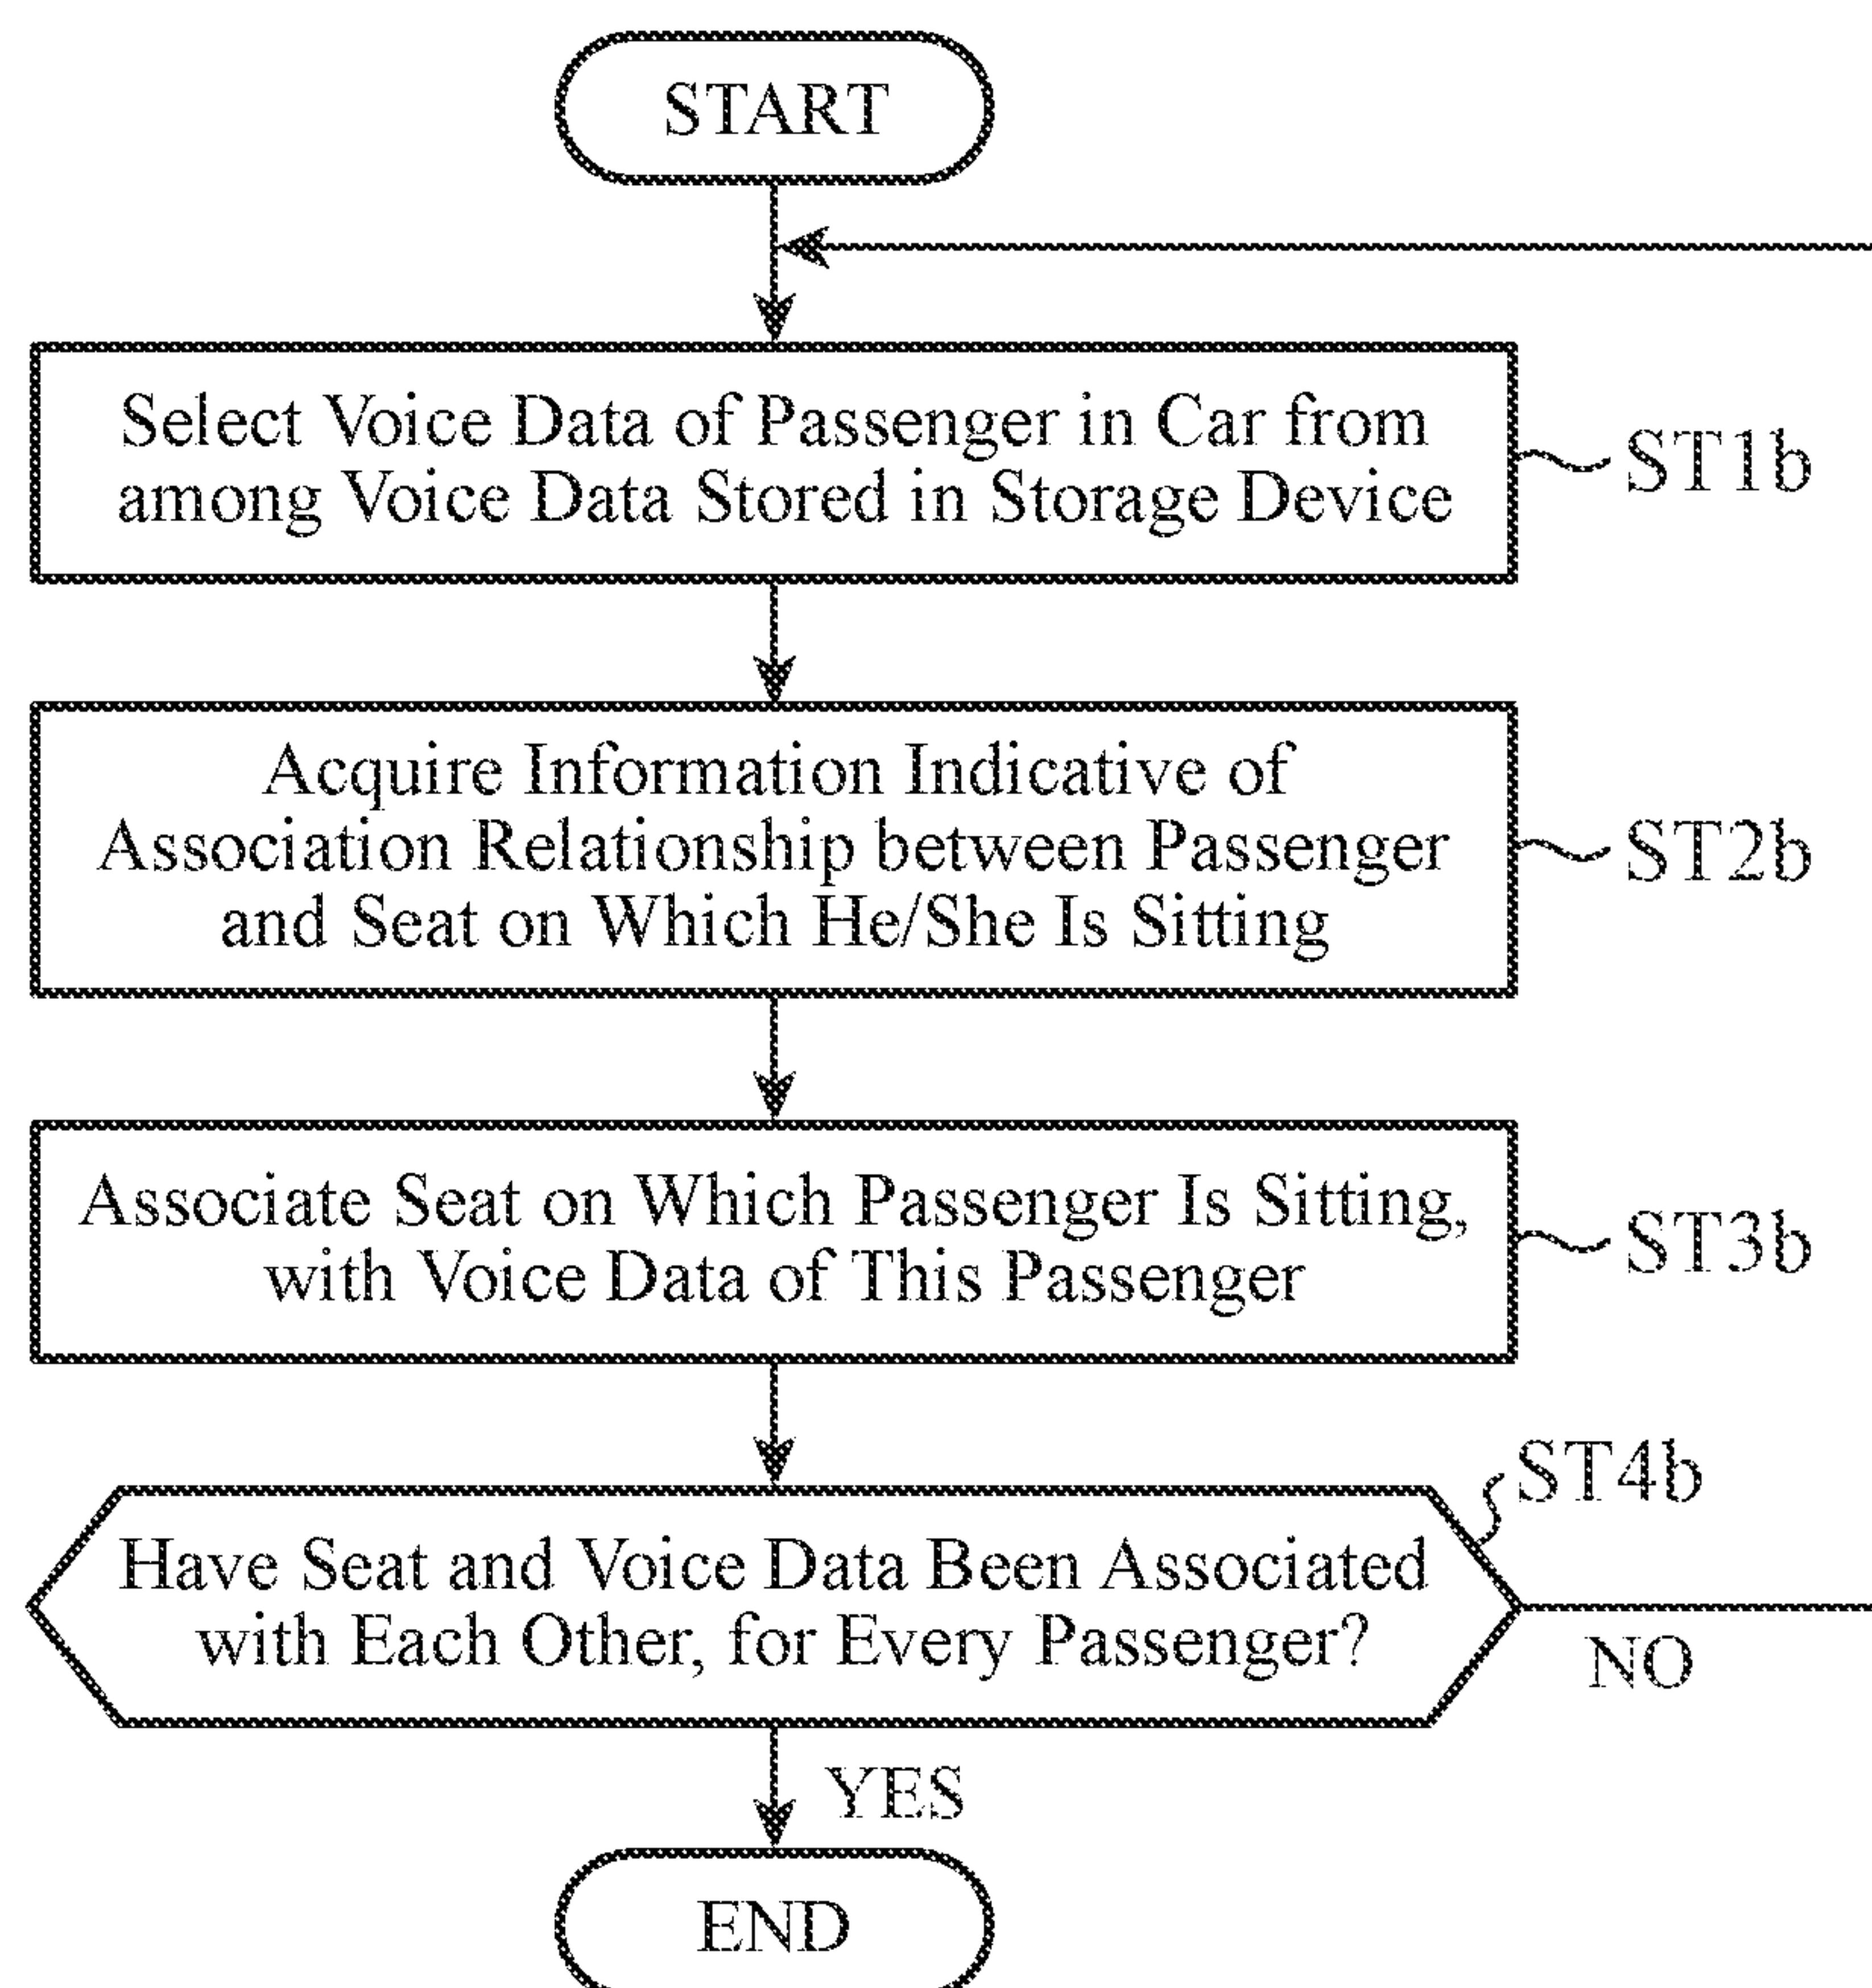 START
Select Voice Data of Passenger in Car from
among Voice Data Stored in Storage Device
ST1b
Acquire Information Indicative of
Association Relationship between Passenger
and Seat on Which He/She Is Sitting
ST2b
Associate Seat on Which Passenger Is Sitting,
with Voice Data of This Passenger
ST3b
ST4b
Have Seat and Voice Data Been Associated
with Each Other, for Every Passenger?
NO
YES
END